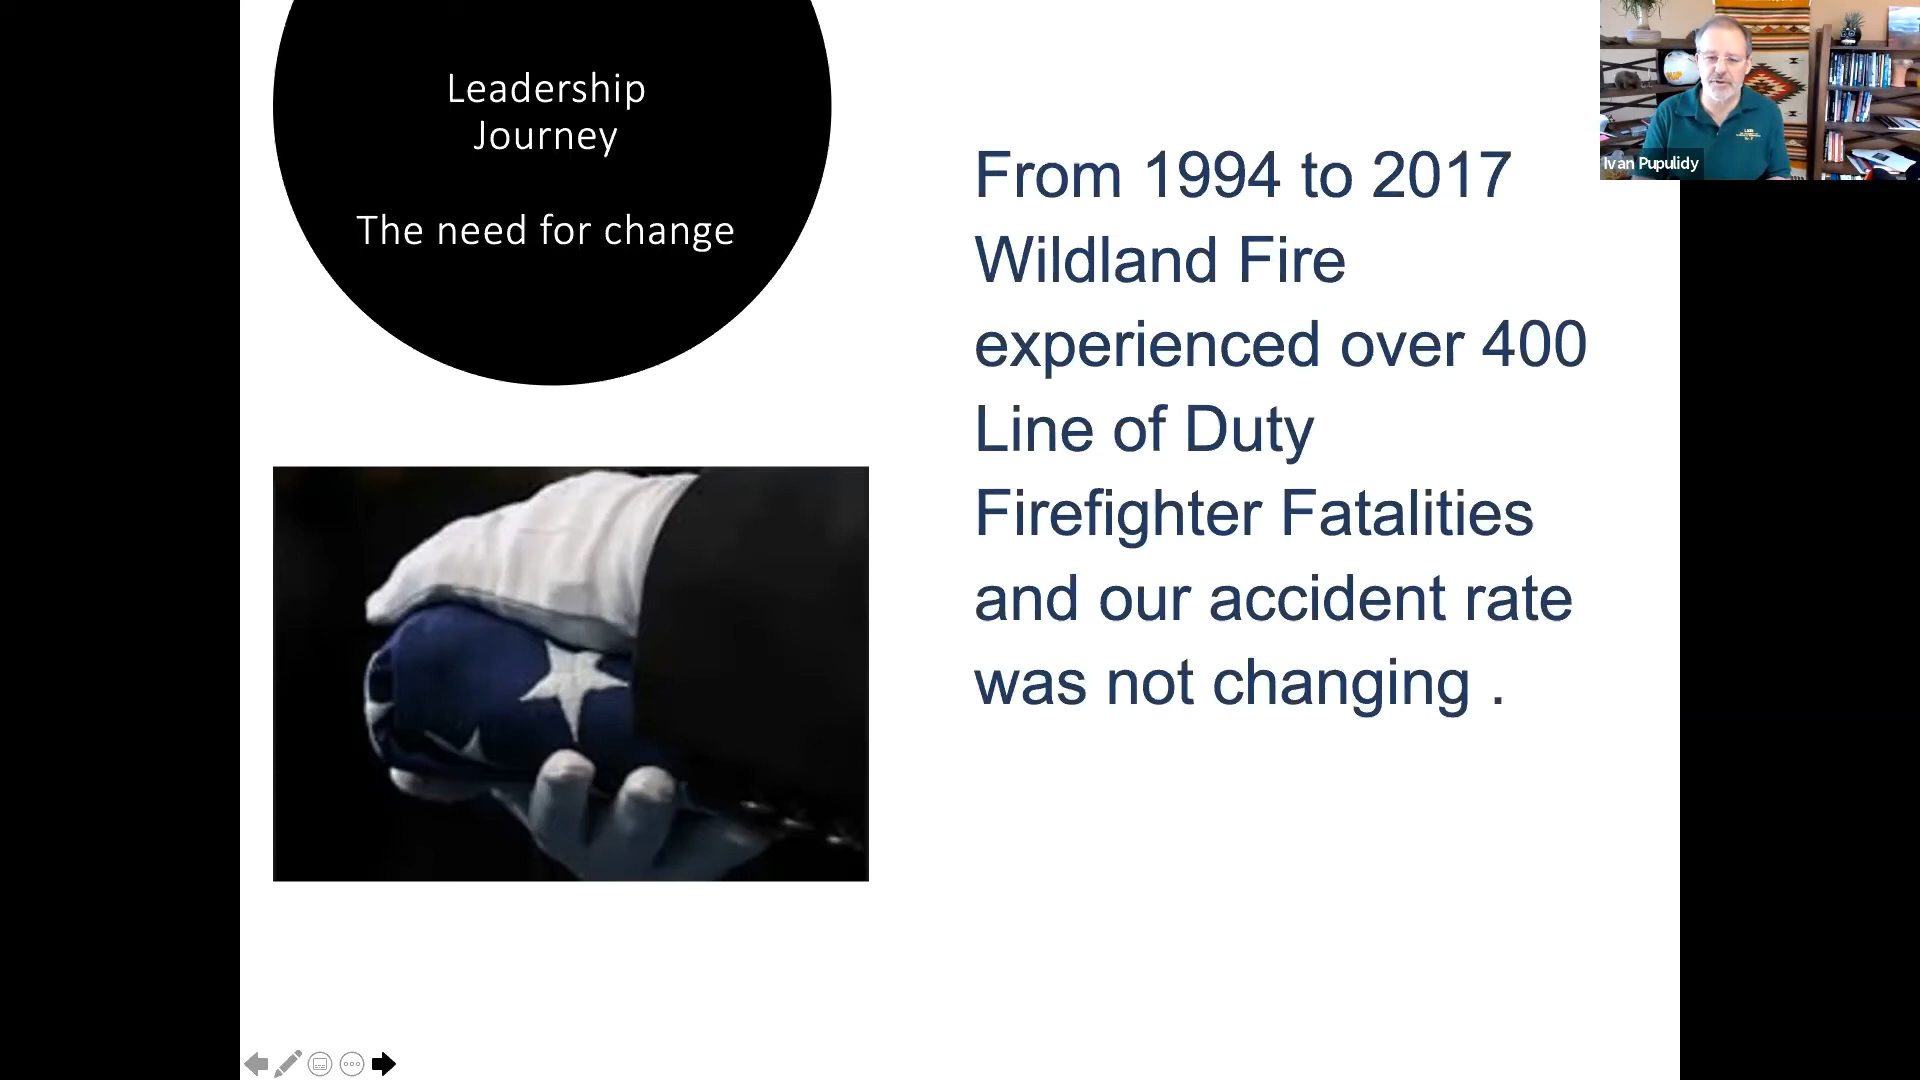 Leadership
Journey
The need for change
From 1994 to 2017
Wildland Fire
experienced over 400
Line of Duty
Firefighter Fatalities
and our accident rate
was not changing .
Ivan Pupulidy